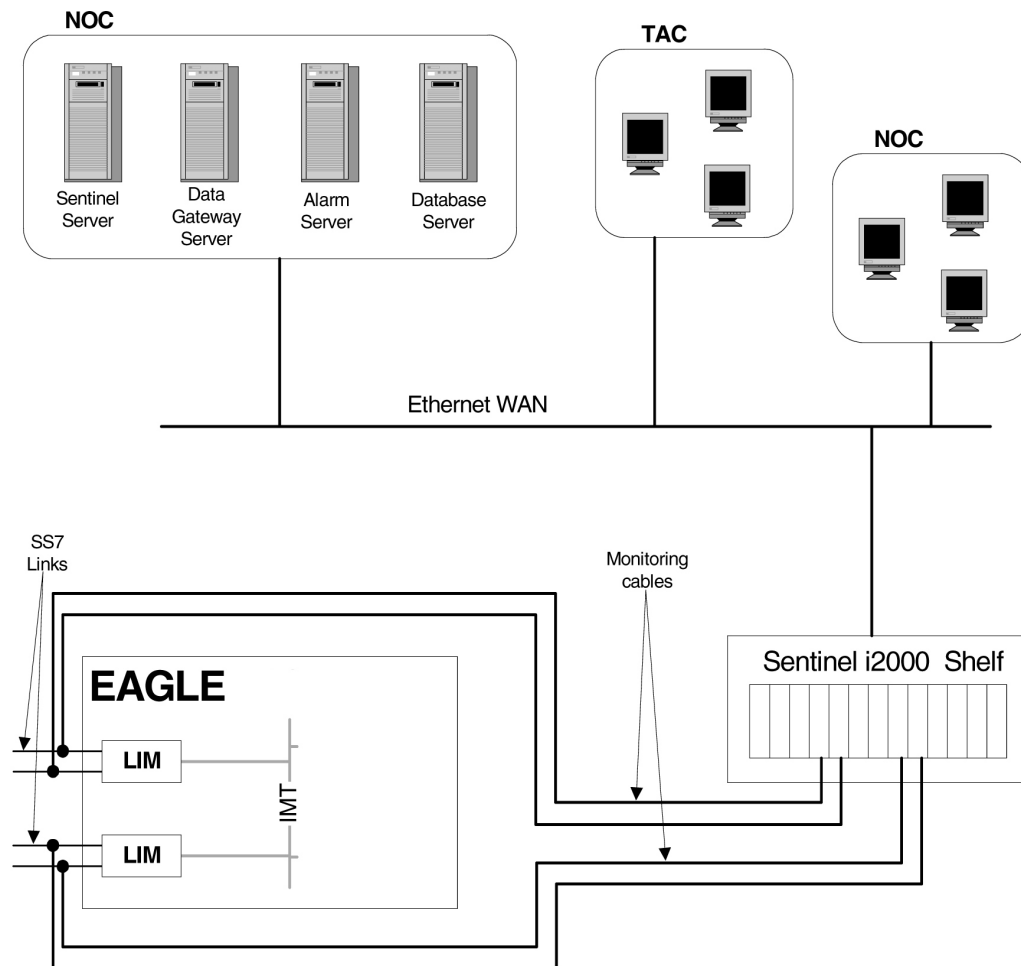 NOC
TAC
NOC
Sentinel
Server
Data
Gateway
Server
Alarm
Server
Database
Server
Ethernet WAN
SS7
Links
Monitoring
cables
Sentinel i2000 Shelf
EAGLE
LIM
IMT
LIM